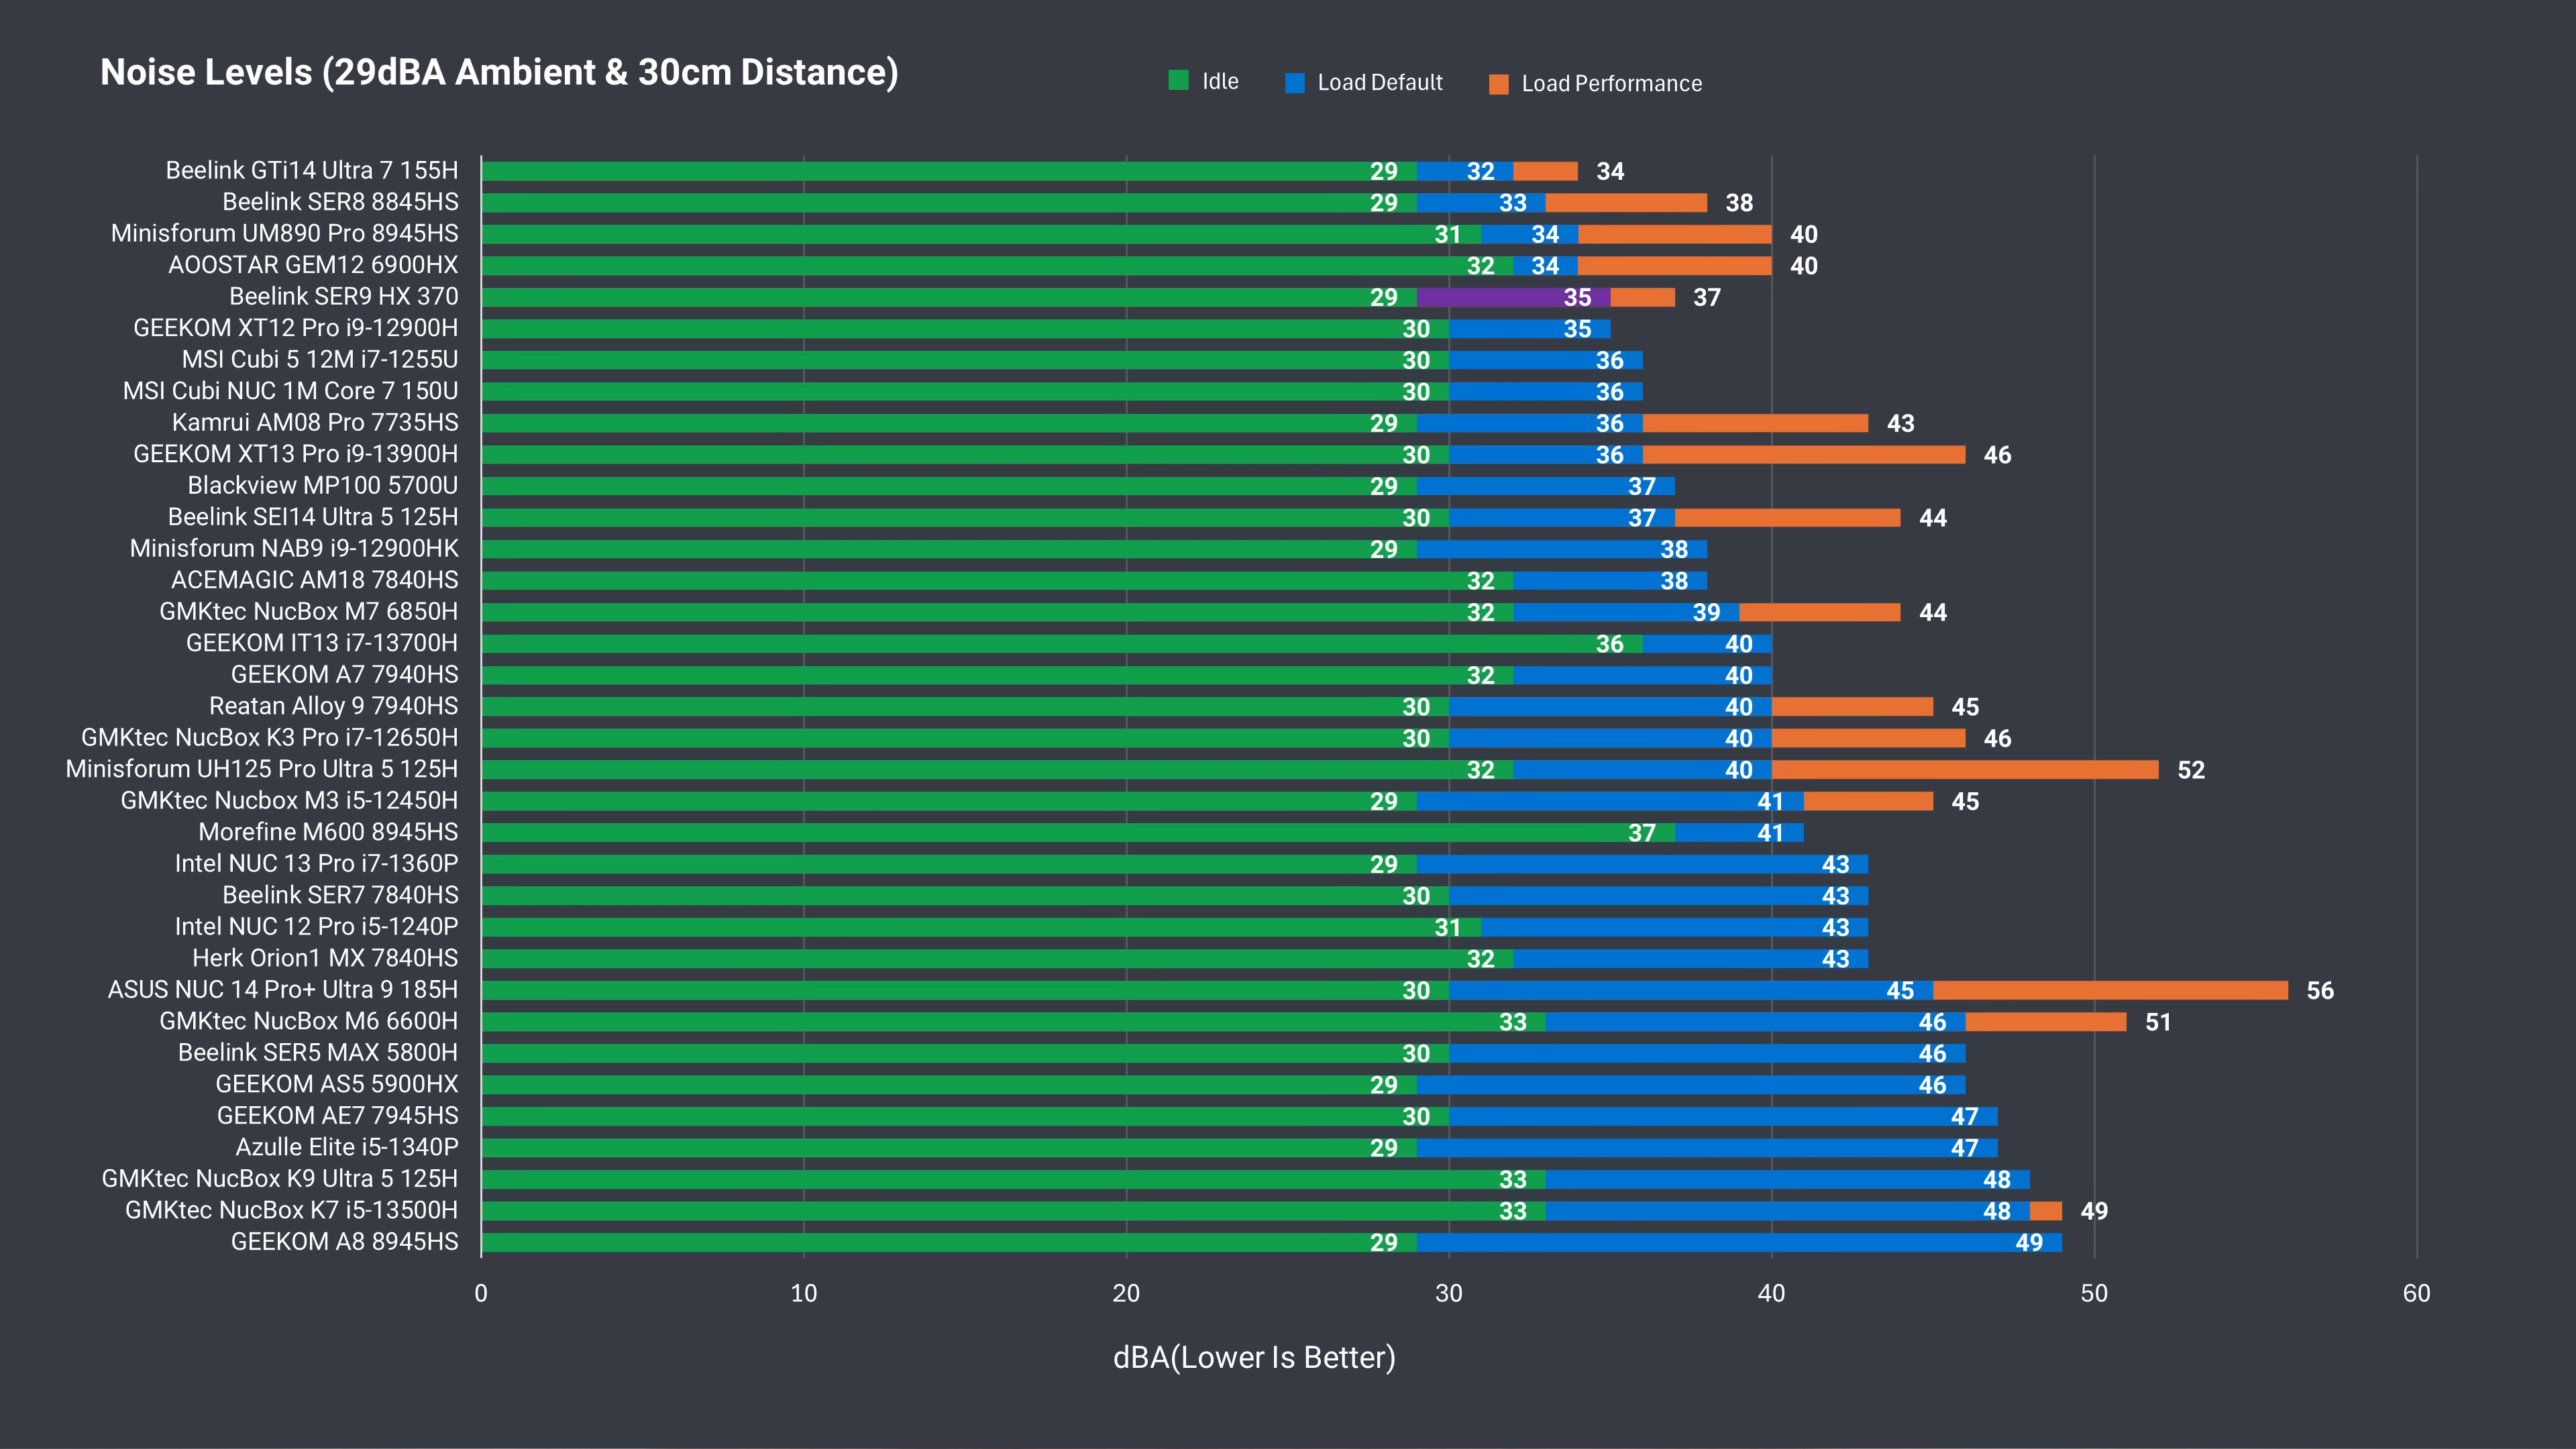 Noise Levels (29dBA Ambient & 30cm Distance)
Idle Load Default Load Performance
Beelink GTi14 Ultra 7 155H 29 32 34
Beelink SER8 8845HS 29 33 38
Minisforum UM890 Pro 8945HS 31 34 40
AOOSTAR GEM12 6900HX 32 34 40
Beelink SER9 HX 370 29 35 37
GEEKOM XT12 Pro i9-12900H 30 35
MSI Cubi 5 12M i7-1255U 30 36
MSI Cubi NUC 1M Core 7 150U 30 36
Kamrui AM08 Pro 7735HS 29 36 43
GEEKOM XT13 Pro i9-13900H 30 36 46
Blackview MP100 5700U 29 37
Beelink SEI14 Ultra 5 125H 30 37 44
Minisforum NAB9 i9-12900HK 29 38
ACEMAGIC AM18 7840HS 32 38
GMKtec NucBox M7 6850H 32 39 44
GEEKOM IT13 i7-13700H 36 40
GEEKOM A7 7940HS 32 40
Reatan Alloy 9 7940HS 30 40 45
GMKtec NucBox K3 Pro i7-12650H 30 40 46
Minisforum UH125 Pro Ultra 5 125H 32 40 52
GMKtec Nucbox M3 i5-12450H 29 41 45
Morefine M600 8945HS 37 41
Intel NUC 13 Pro i7-1360P 29 43
Beelink SER7 7840HS 30 43
Intel NUC 12 Pro i5-1240P 31 43
Herk Orion1 MX 7840HS 32 43
ASUS NUC 14 Pro+ Ultra 9 185H 30 45 56
GMKtec NucBox M6 6600H 33 46 51
Beelink SER5 MAX 5800H 30 46
GEEKOM AS5 5900HX 29 46
GEEKOM AE7 7945HS 30 47
Azulle Elite i5-1340P 29 47
GMKtec NucBox K9 Ultra 5 125H 33 48
GMKtec NucBox K7 i5-13500H 33 48 49
GEEKOM A8 8945HS 29 49
0 10 20 30 40 50 60
dBA(Lower Is Better)